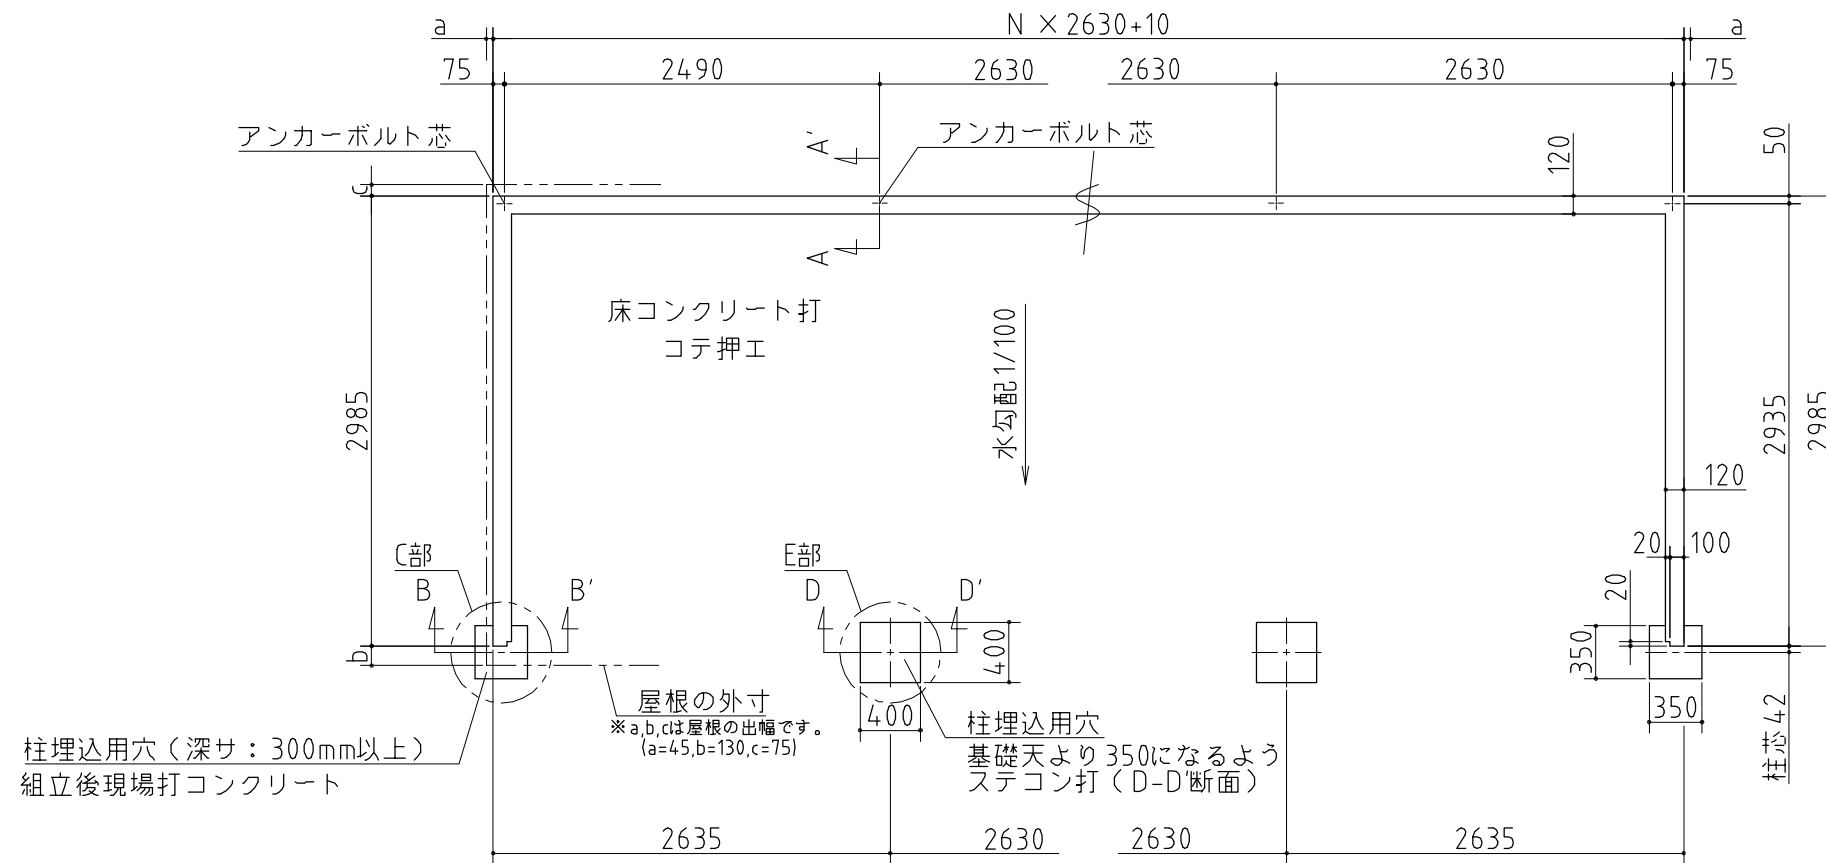 a
N × 2630+10
a
75
2490
2630
2630
2630
75
アンカーボルト芯
A'
アンカーボルト芯
120
50
c
A
床コンクリート打
コテ押エ
水勾配1/100
2985
2935
2985
120
20
100
20
C部
B
B'
E部
D
D'
400
350
b
屋根の外寸
※a,b,cは屋根の出幅です。
(a=45,b=130,c=75)
400
350
柱埋込用穴(深サ:300mm以上)
組立後現場打コンクリート
柱埋込用穴
基礎天より350になるよう
ステコン打(D-D'断面)
柱芯42
2635
2630
2630
2635